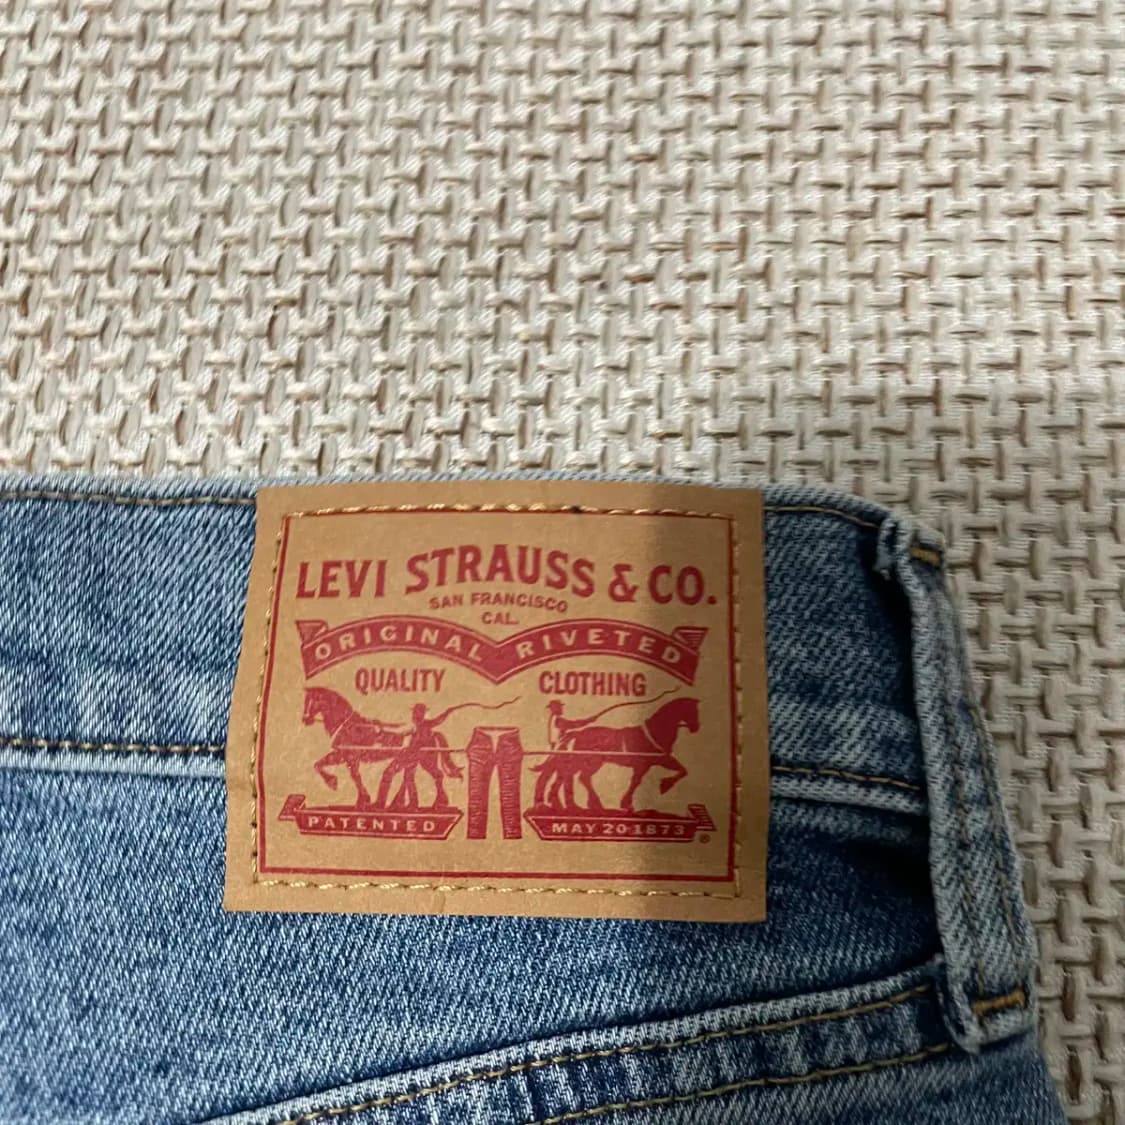 LEVI STRAUSS & CO.
SAN FRANCISCO
CAL.
ORIGINAL RIVETED
QUALITY CLOTHING
PATENTED MAY 20 1873 ®